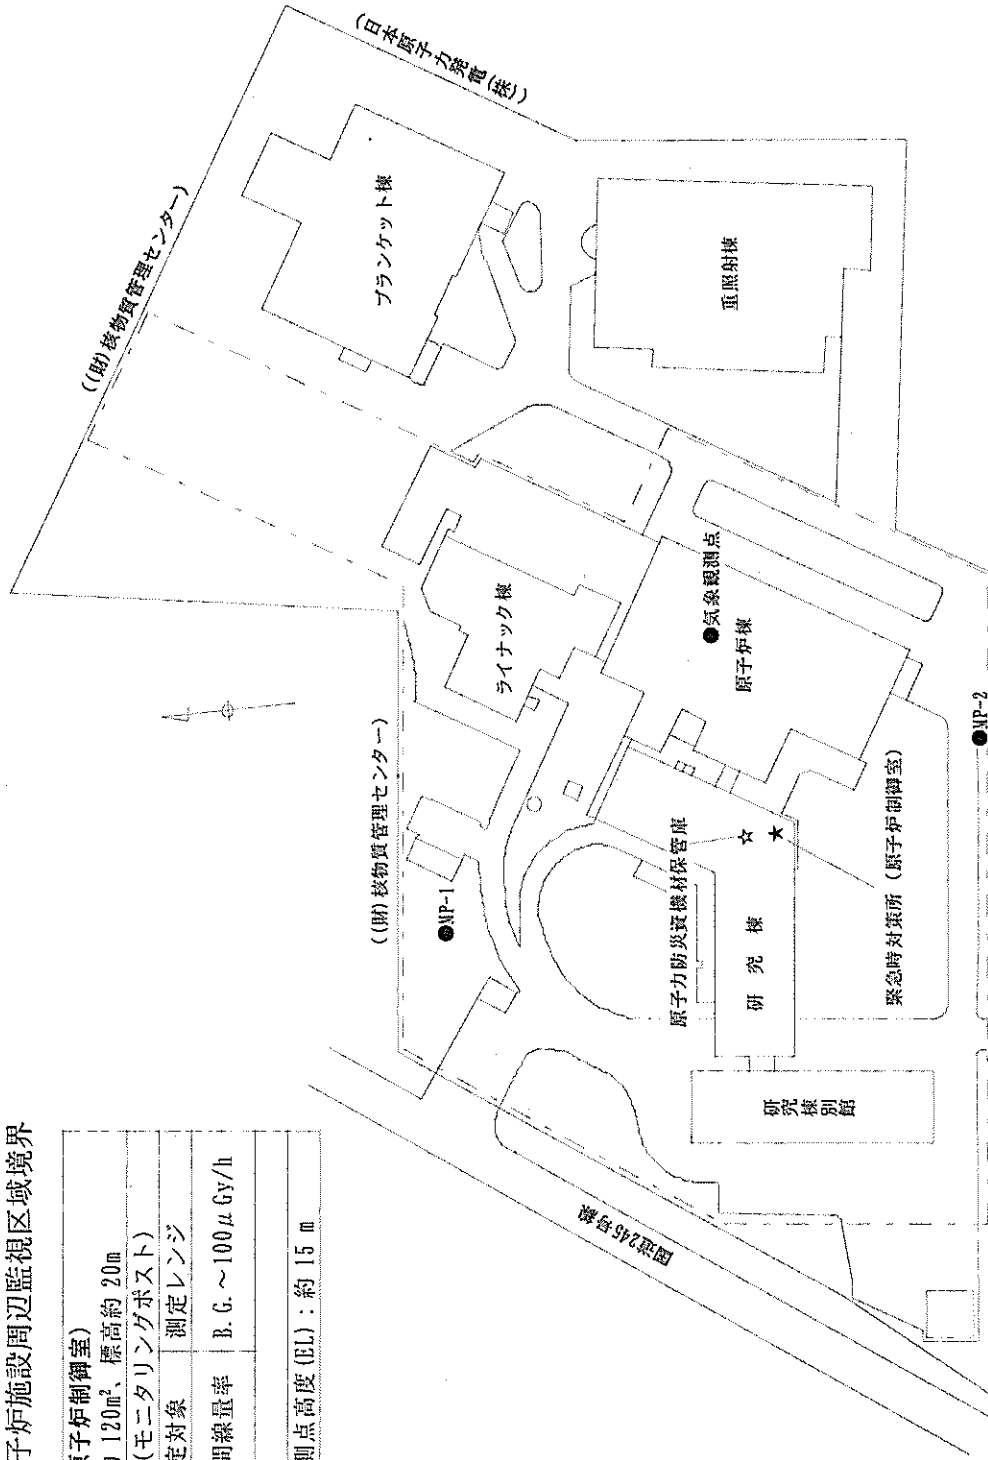 子炉施設周辺監視区域境界
原子炉制御室)
120m²、標高約 20m
(モニタリングポスト)
定対象 測定レンジ
間線量率 B.G.～100μGy/h
測点高度(EL)：約 15 m
((財)核物質管理センター)
(日本原子力発電(株))
ブランケット棟
重照射棟
ライナック棟
●気象観測点
原子炉棟
((財)核物質管理センター)
●MP-1
●MP-2
原子力防災資機材保管庫
☆
★
緊急時対策所（原子炉制御室）
研究棟
研究棟別館
国道245号線